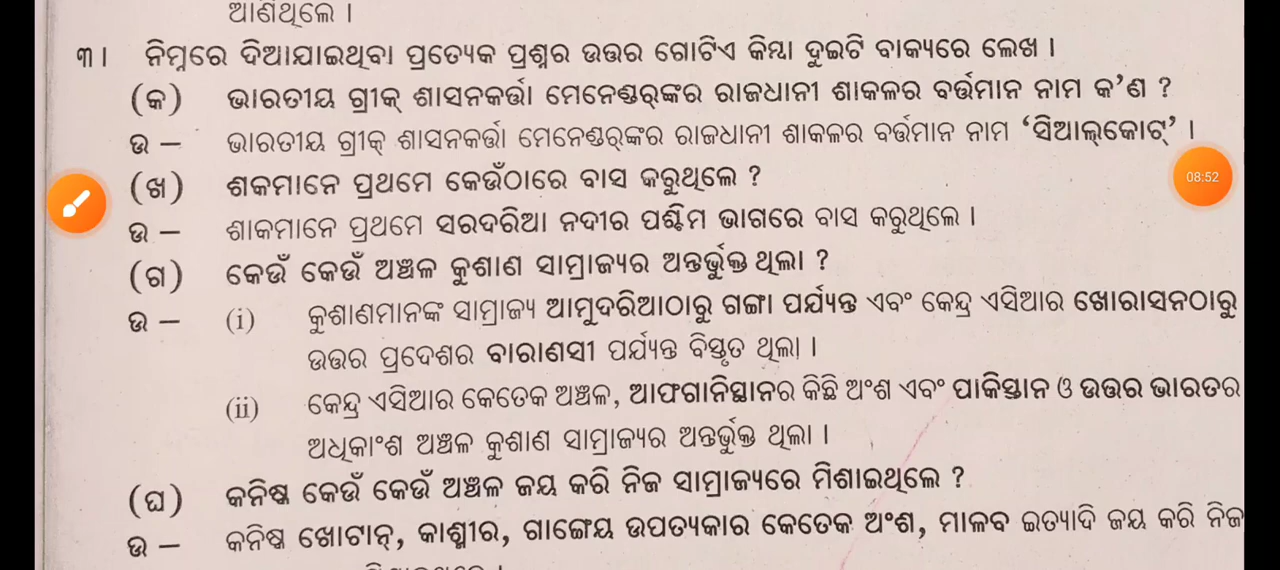 ଆଣିଥିଲେ ।
୩। ନିମ୍ନରେ ଦିଆଯାଇଥିବା ପ୍ରତ୍ୟେକ ପ୍ରଶ୍ନର ଉତ୍ତର ଗୋଟିଏ କିମ୍ବା ଦୁଇଟି ବାକ୍ୟରେ ଲେଖ ।
(କ) ଭାରତୀୟ ଗ୍ରୀକ୍ ଶାସନକର୍ତ୍ତା ମେନେଣ୍ଡର୍‌ଙ୍କର ରାଜଧାନୀ ଶାକଳର ବର୍ତ୍ତମାନ ନାମ କ'ଣ ?
ଉ – ଭାରତୀୟ ଗ୍ରୀକ୍ ଶାସନକର୍ତ୍ତା ମେନେଣ୍ଡର୍‌ଙ୍କର ରାଜଧାନୀ ଶାକଳର ବର୍ତ୍ତମାନ ନାମ ‘ସିଆଲ୍‌କୋଟ୍’ ।
(ଖ) ଶକମାନେ ପ୍ରଥମେ କେଉଁଠାରେ ବାସ କରୁଥିଲେ ?
08:52
ଉ – ଶାକମାନେ ପ୍ରଥମେ ସରଦରିଆ ନଦୀର ପଶ୍ଚିମ ଭାଗରେ ବାସ କରୁଥିଲେ ।
(ଗ) କେଉଁ କେଉଁ ଅଞ୍ଚଳ କୁଶାଣ ସାମ୍ରାଜ୍ୟର ଅନ୍ତର୍ଭୁକ୍ତ ଥିଲା ?
ଉ – (i) କୁଶାଣମାନଙ୍କ ସାମ୍ରାଜ୍ୟ ଆମୁଦରିଆଠାରୁ ଗଙ୍ଗା ପର୍ଯ୍ୟନ୍ତ ଏବଂ କେନ୍ଦ୍ର ଏସିଆର ଖୋରାସନଠାରୁ
ଉତ୍ତର ପ୍ରଦେଶର ବାରାଣସୀ ପର୍ଯ୍ୟନ୍ତ ବିସ୍ତୃତ ଥିଲା ।
(ii) କେନ୍ଦ୍ର ଏସିଆର କେତେକ ଅଞ୍ଚଳ, ଆଫଗାନିସ୍ଥାନର କିଛି ଅଂଶ ଏବଂ ପାକିସ୍ତାନ ଓ ଉତ୍ତର ଭାରତର
ଅଧିକାଂଶ ଅଞ୍ଚଳ କୁଶାଣ ସାମ୍ରାଜ୍ୟର ଅନ୍ତର୍ଭୁକ୍ତ ଥିଲା ।
(ଘ) କନିଷ୍କ କେଉଁ କେଉଁ ଅଞ୍ଚଳ ଜୟ କରି ନିଜ ସାମ୍ରାଜ୍ୟରେ ମିଶାଇଥିଲେ ?
ଉ – କନିଷ୍କ ଖୋଟାନ୍, କାଶ୍ମୀର, ଗାଙ୍ଗେୟ ଉପତ୍ୟକାର କେତେକ ଅଂଶ, ମାଳବ ଇତ୍ୟାଦି ଜୟ କରି ନିଜ